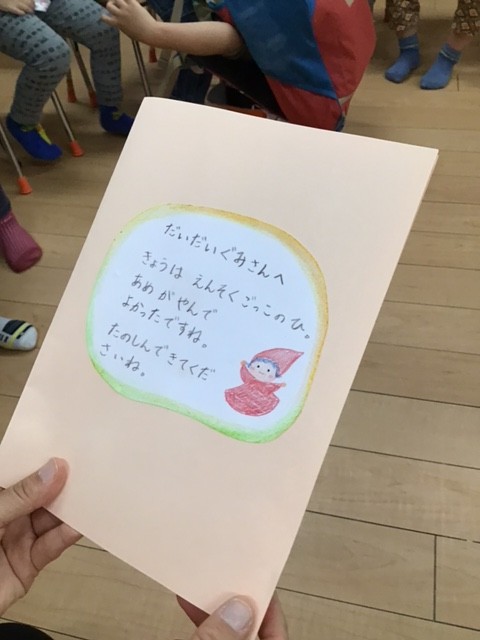 だいだいぐみさんへ
きょうは えんそくごっこのひ。
あめがやんで
よかったですね。
たのしんできてくだ
さいね。